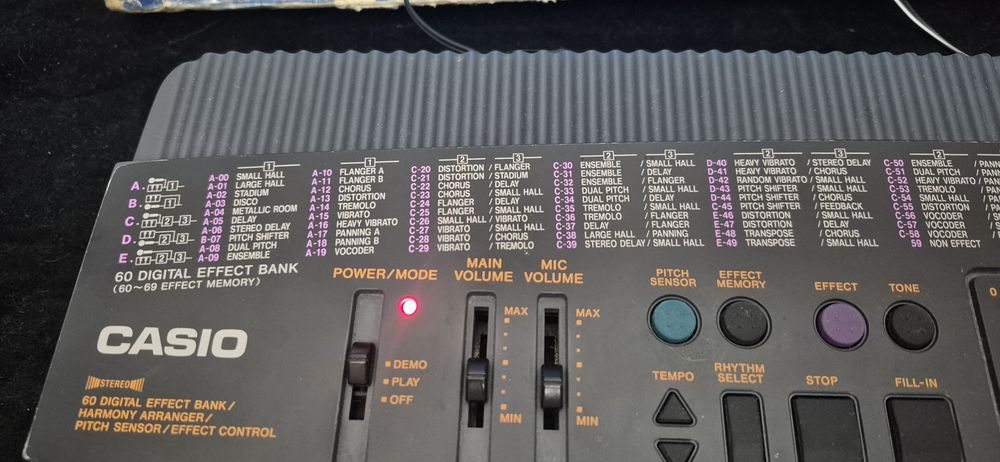 1
1
2
3
2
3
2
3
2
A.
1
B.
1
C.
2
3
D.
2
3
E.
2
3
A-00 SMALL HALL
A-01 LARGE HALL
A-02 STADIUM
A-03 DISCO
A-04 METALLIC ROOM
A-05 DELAY
A-06 STEREO DELAY
B-07 PITCH SHIFTER
A-08 DUAL PITCH
A-09 ENSEMBLE
A-10 FLANGER A
A-11 FLANGER B
A-12 CHORUS
A-13 DISTORTION
A-14 TREMOLO
A-15 VIBRATO
A-16 HEAVY VIBRATO
A-17 PANNING A
A-18 PANNING B
A-19 VOCODER
C-20 DISTORTION / FLANGER
C-21 DISTORTION / STADIUM
C-22 CHORUS / DELAY
C-23 CHORUS / SMALL HALL
C-24 FLANGER / DELAY
C-25 FLANGER / SMALL HALL
C-26 SMALL HALL / VIBRATO
C-27 VIBRATO / CHORUS
C-28 VIBRATO / SMALL HALL
C-29 VIBRATO / TREMOLO
C-30 ENSEMBLE / SMALL HALL
C-31 ENSEMBLE / FLANGER
C-32 ENSEMBLE / DELAY
C-33 DUAL PITCH / SMALL HALL
C-34 DUAL PITCH / DELAY
C-35 TREMOLO / SMALL HALL
C-36 TREMOLO / FLANGER
C-37 TREMOLO / DELAY
C-38 LARGE HALL / PANNING
C-39 STEREO DELAY / SMALL HALL
D-40 HEAVY VIBRATO / STEREO DELAY
D-41 HEAVY VIBRATO / CHORUS
D-42 RANDOM VIBRATO / SMALL HALL
D-43 PITCH SHIFTER / DELAY
D-44 PITCH SHIFTER / CHORUS
D-45 PITCH SHIFTER / FEEDBACK
E-46 DISTORTION / SMALL HALL
E-47 DISTORTION / DELAY
E-48 TRANSPOSE / CHORUS
E-49 TRANSPOSE / SMALL HALL
C-50 ENSEMBLE
C-51 DUAL PITCH
C-52 HEAVY VIBRATO
C-53 TREMOLO
C-54 SMALL HALL
C-55 DISTORTION
C-56 VOCODER
C-57 VOCODER
C-58 VOCODER
59 NON EFFECT
60 DIGITAL EFFECT BANK
(60~69 EFFECT MEMORY)
POWER/MODE
MAIN
VOLUME
MIC
VOLUME
PITCH
SENSOR
EFFECT
MEMORY
EFFECT
TONE
0
CASIO
MAX
MAX
DEMO
PLAY
OFF
MIN
MIN
TEMPO
RHYTHM
SELECT
STOP
FILL-IN
STEREO
60 DIGITAL EFFECT BANK/
HARMONY ARRANGER/
PITCH SENSOR/EFFECT CONTROL